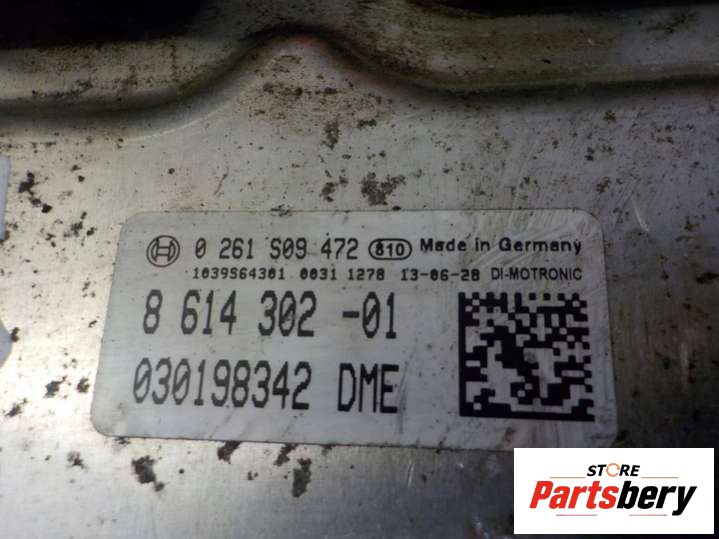 0 261 S09 472 810 Made in Germany
1039S64301 0031 1278 13-06-28 DI-MOTRONIC
8 614 302 -01
030198342 DME
STORE
Partsbery